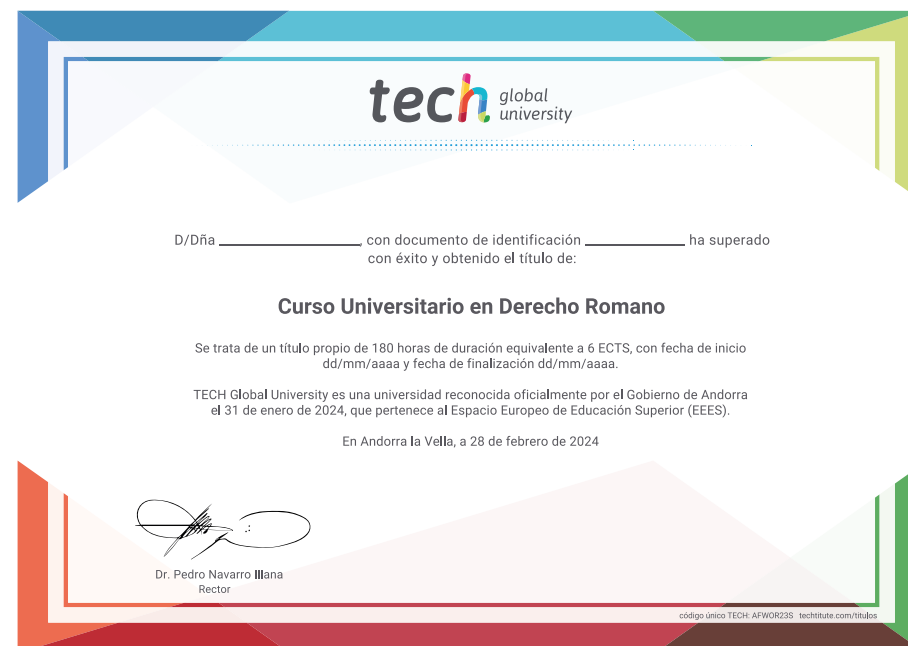 tech global university
D/Dña ____________________, con documento de identificación ______________ ha superado
con éxito y obtenido el título de:
Curso Universitario en Derecho Romano
Se trata de un título propio de 180 horas de duración equivalente a 6 ECTS, con fecha de inicio
dd/mm/aaaa y fecha de finalización dd/mm/aaaa.
TECH Global University es una universidad reconocida oficialmente por el Gobierno de Andorra
el 31 de enero de 2024, que pertenece al Espacio Europeo de Educación Superior (EEES).
En Andorra la Vella, a 28 de febrero de 2024
Dr. Pedro Navarro Illana
Rector
código único TECH: AFWOR23S techtitute.com/titulos